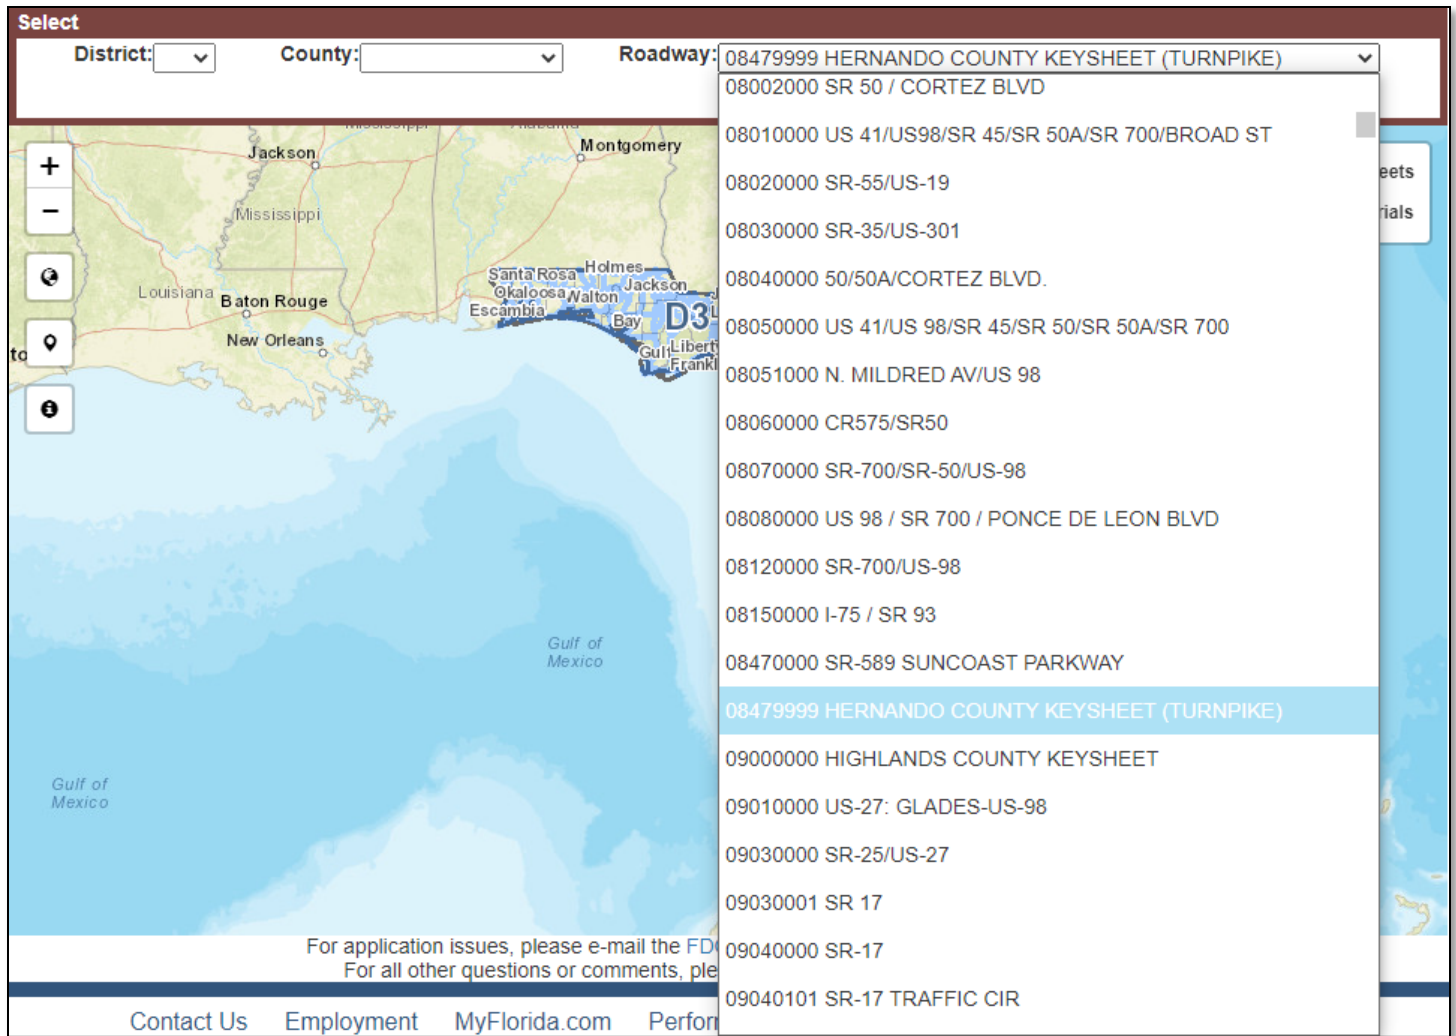 Select
District:
County:
Roadway: 08479999 HERNANDO COUNTY KEYSHEET (TURNPIKE)
08002000 SR 50 / CORTEZ BLVD
08010000 US 41/US98/SR 45/SR 50A/SR 700/BROAD ST
08020000 SR-55/US-19
08030000 SR-35/US-301
08040000 50/50A/CORTEZ BLVD.
08050000 US 41/US 98/SR 45/SR 50/SR 50A/SR 700
08051000 N. MILDRED AV/US 98
08060000 CR575/SR50
08070000 SR-700/SR-50/US-98
08080000 US 98 / SR 700 / PONCE DE LEON BLVD
08120000 SR-700/US-98
08150000 I-75 / SR 93
08470000 SR-589 SUNCOAST PARKWAY
08479999 HERNANDO COUNTY KEYSHEET (TURNPIKE)
09000000 HIGHLANDS COUNTY KEYSHEET
09010000 US-27: GLADES-US-98
09030000 SR-25/US-27
09030001 SR 17
09040000 SR-17
09040101 SR-17 TRAFFIC CIR
+
−
Jackson
Montgomery
Mississippi
Louisiana
Baton Rouge
New Orleans
Santa Rosa
Holmes
Okaloosa
Walton
Jackson
Escambia
Bay
D3
Gulf
Gulf of
Mexico
Gulf of
Mexico
eets
rials
For application issues, please e-mail the FD
For all other questions or comments, ple
Contact Us
Employment
MyFlorida.com
Perfor